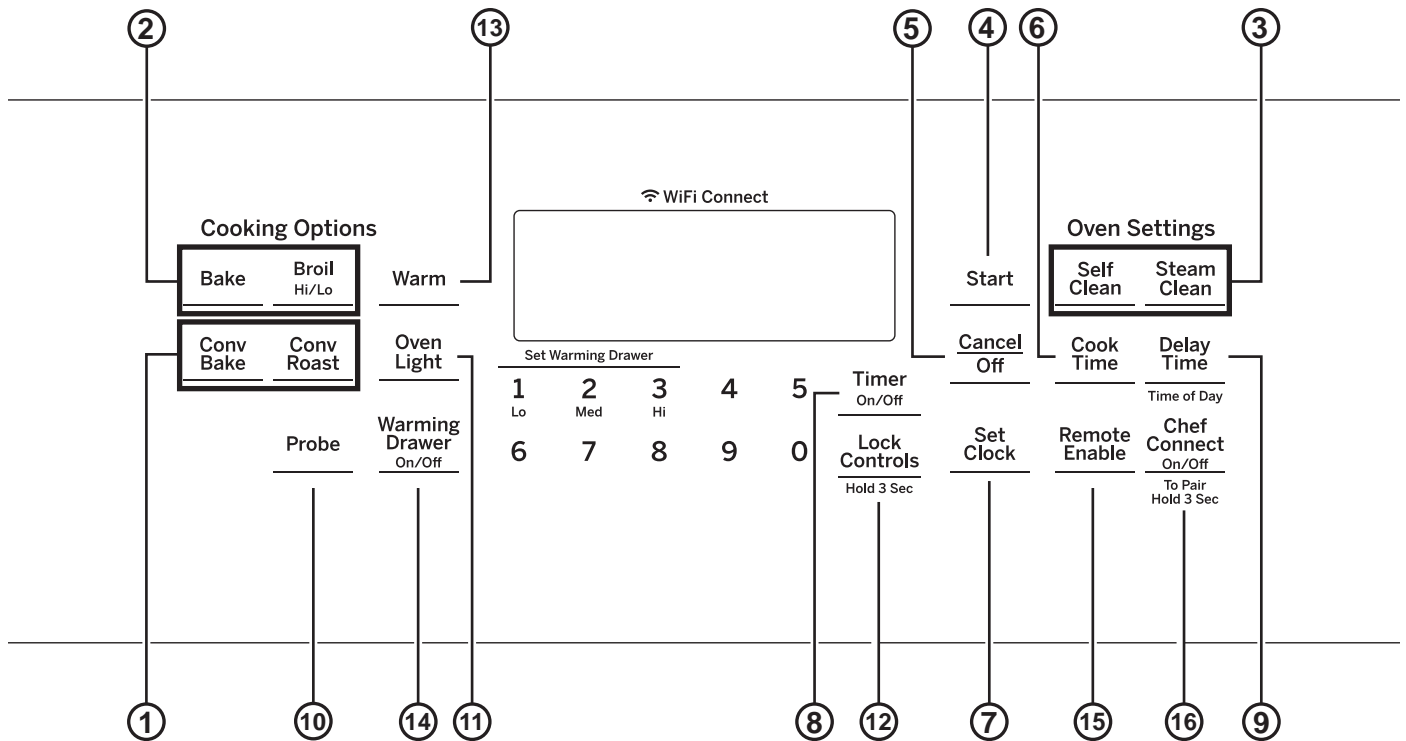 2
13
5
4
6
3
WiFi Connect
Cooking Options
Oven Settings
Bake
Broil
Hi/Lo
Warm
Start
Self
Clean
Steam
Clean
Conv
Bake
Conv
Roast
Oven
Light
Set Warming Drawer
1 2 3 4 5
Lo Med Hi
6 7 8 9 0
Timer
On/Off
Cancel
Off
Cook
Time
Delay
Time
Time of Day
Probe
Warming
Drawer
On/Off
Lock
Controls
Hold 3 Sec
Set
Clock
Remote
Enable
Chef
Connect
On/Off
To Pair
Hold 3 Sec
1
10
14
11
8
12
7
15
16
9